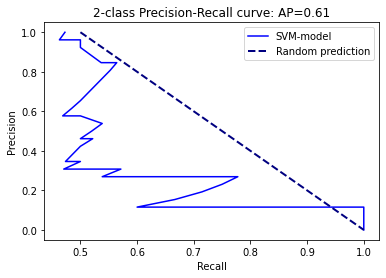 2-class Precision-Recall curve: AP=0.61
SVM-model
Random prediction
Precision
1.0
0.8
0.6
0.4
0.2
0.0
0.5
0.6
0.7
0.8
0.9
1.0
Recall